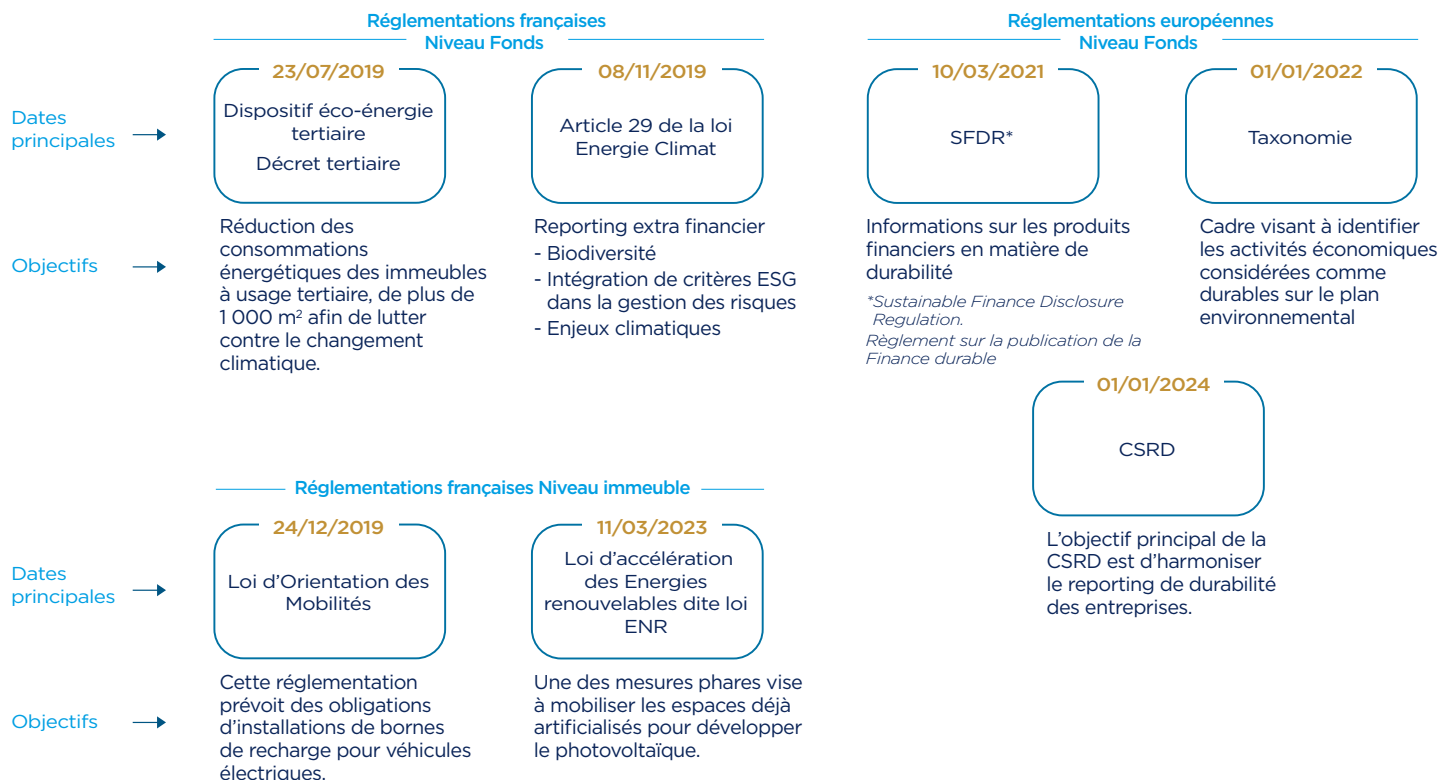 Réglementations françaises
Niveau Fonds
23/07/2019
08/11/2019
Dates
principales
Dispositif éco-énergie
tertiaire
Décret tertiaire
Article 29 de la loi
Energie Climat
Objectifs
Réduction des
consommations
énergétiques des immeubles
à usage tertiaire, de plus de
1 000 m² afin de lutter
contre le changement
climatique.
Reporting extra financier
- Biodiversité
- Intégration de critères ESG
dans la gestion des risques
- Enjeux climatiques
Réglementations européennes
Niveau Fonds
10/03/2021
01/01/2022
SFDR*
Taxonomie
Informations sur les produits
financiers en matière de
durabilité
*Sustainable Finance Disclosure
Regulation.
Règlement sur la publication de la
Finance durable
Cadre visant à identifier
les activités économiques
considérées comme
durables sur le plan
environnemental
01/01/2024
CSRD
L’objectif principal de la
CSRD est d’harmoniser
le reporting de durabilité
des entreprises.
Réglementations françaises Niveau immeuble
24/12/2019
11/03/2023
Dates
principales
Loi d’Orientation des
Mobilités
Loi d’accélération
des Energies
renouvelables dite loi
ENR
Objectifs
Cette réglementation
prévoit des obligations
d’installations de bornes
de recharge pour véhicules
électriques.
Une des mesures phares vise
à mobiliser les espaces déjà
artificialisés pour développer
le photovoltaïque.